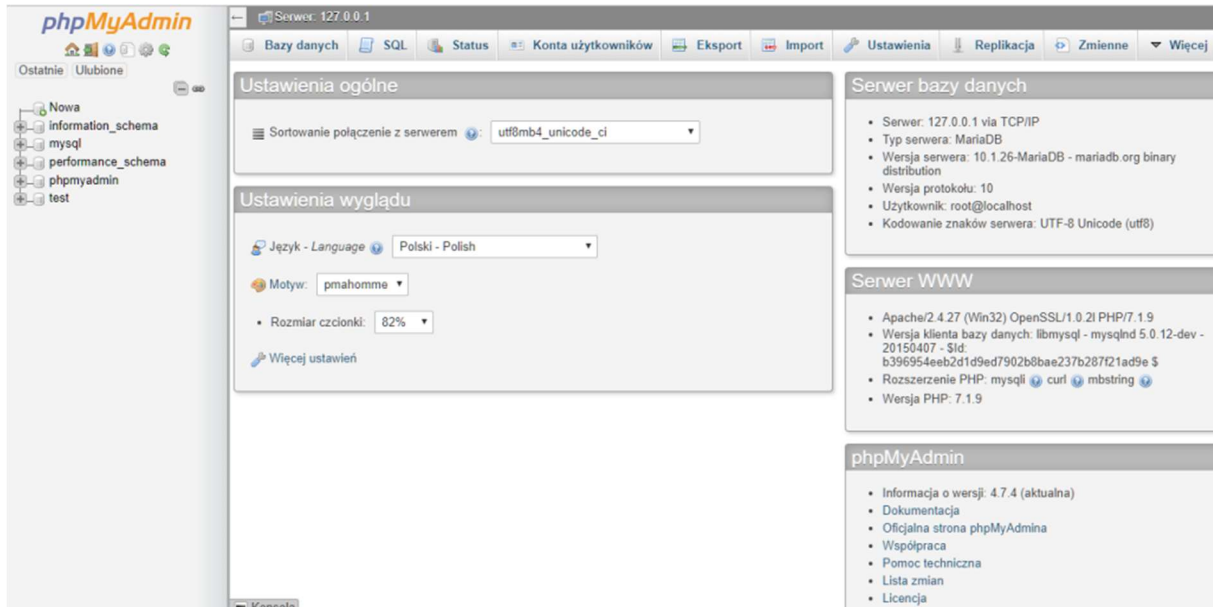 phpMyAdmin
Ostatnie Ulubione
Nowa
information_schema
mysql
performance_schema
phpmyadmin
test
Serwer: 127.0.0.1
Bazy danych SQL Status Konta użytkowników Eksport Import Ustawienia Replikacja Zmienne Więcej
Ustawienia ogólne
Sortowanie połączenie z serwerem : utf8mb4_unicode_ci
Ustawienia wyglądu
Język - Language Polski - Polish
Motyw: pmahomme
Rozmiar czcionki: 82%
Więcej ustawień
Serwer bazy danych
Serwer: 127.0.0.1 via TCP/IP
Typ serwera: MariaDB
Wersja serwera: 10.1.26-MariaDB - mariadb.org binary
distribution
Wersja protokołu: 10
Użytkownik: root@localhost
Kodowanie znaków serwera: UTF-8 Unicode (utf8)
Serwer WWW
Apache/2.4.27 (Win32) OpenSSL/1.0.2l PHP/7.1.9
Wersja klienta bazy danych: libmysql - mysqlnd 5.0.12-dev -
20150407 - $Id:
b396954eeb2d1d9ed7902b8bae237b287f21ad9e $
Rozszerzenie PHP: mysqli curl mbstring
Wersja PHP: 7.1.9
phpMyAdmin
Informacja o wersji: 4.7.4 (aktualna)
Dokumentacja
Oficjalna strona phpMyAdmina
Współpraca
Pomoc techniczna
Lista zmian
Licencja
Konsola